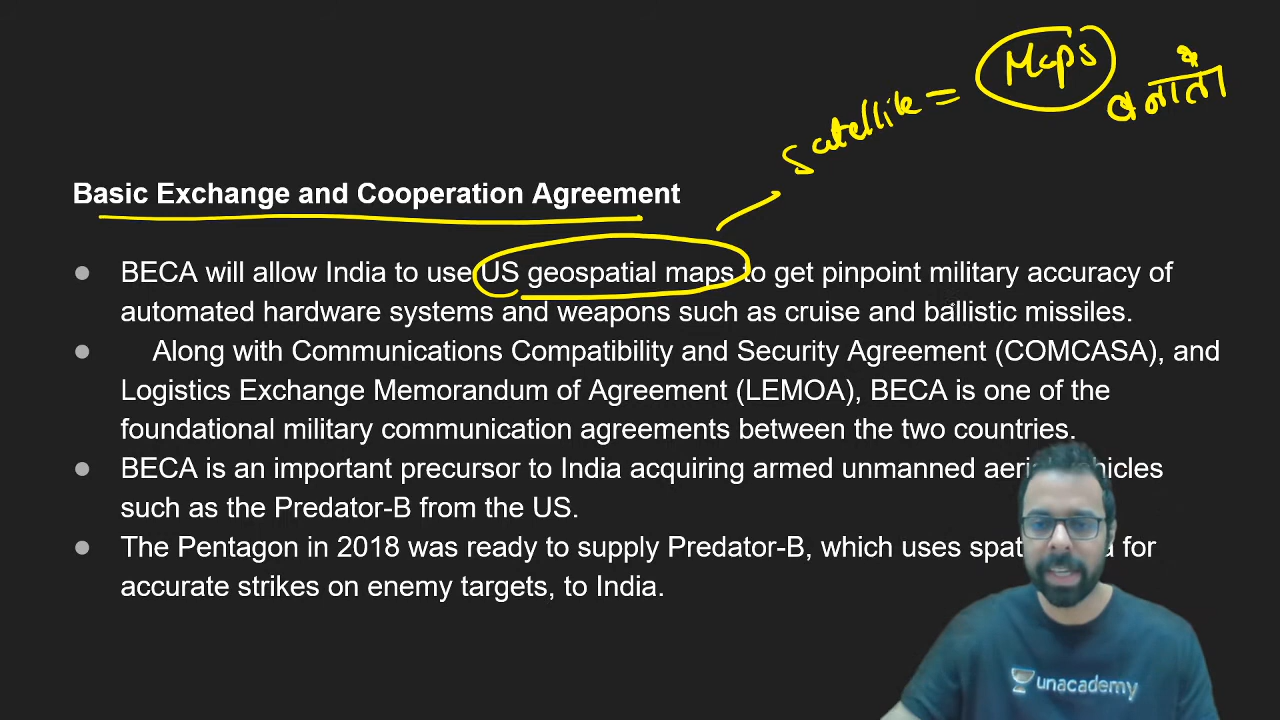 Maps
Satellite =
बनाता है
Basic Exchange and Cooperation Agreement
● BECA will allow India to use US geospatial maps to get pinpoint military accuracy of
automated hardware systems and weapons such as cruise and ballistic missiles.
● Along with Communications Compatibility and Security Agreement (COMCASA), and
Logistics Exchange Memorandum of Agreement (LEMOA), BECA is one of the
foundational military communication agreements between the two countries.
● BECA is an important precursor to India acquiring armed unmanned
such as the Predator-B from the US.
● The Pentagon in 2018 was ready to supply Predator-B, which uses for
accurate strikes on enemy targets, to India.
unacademy